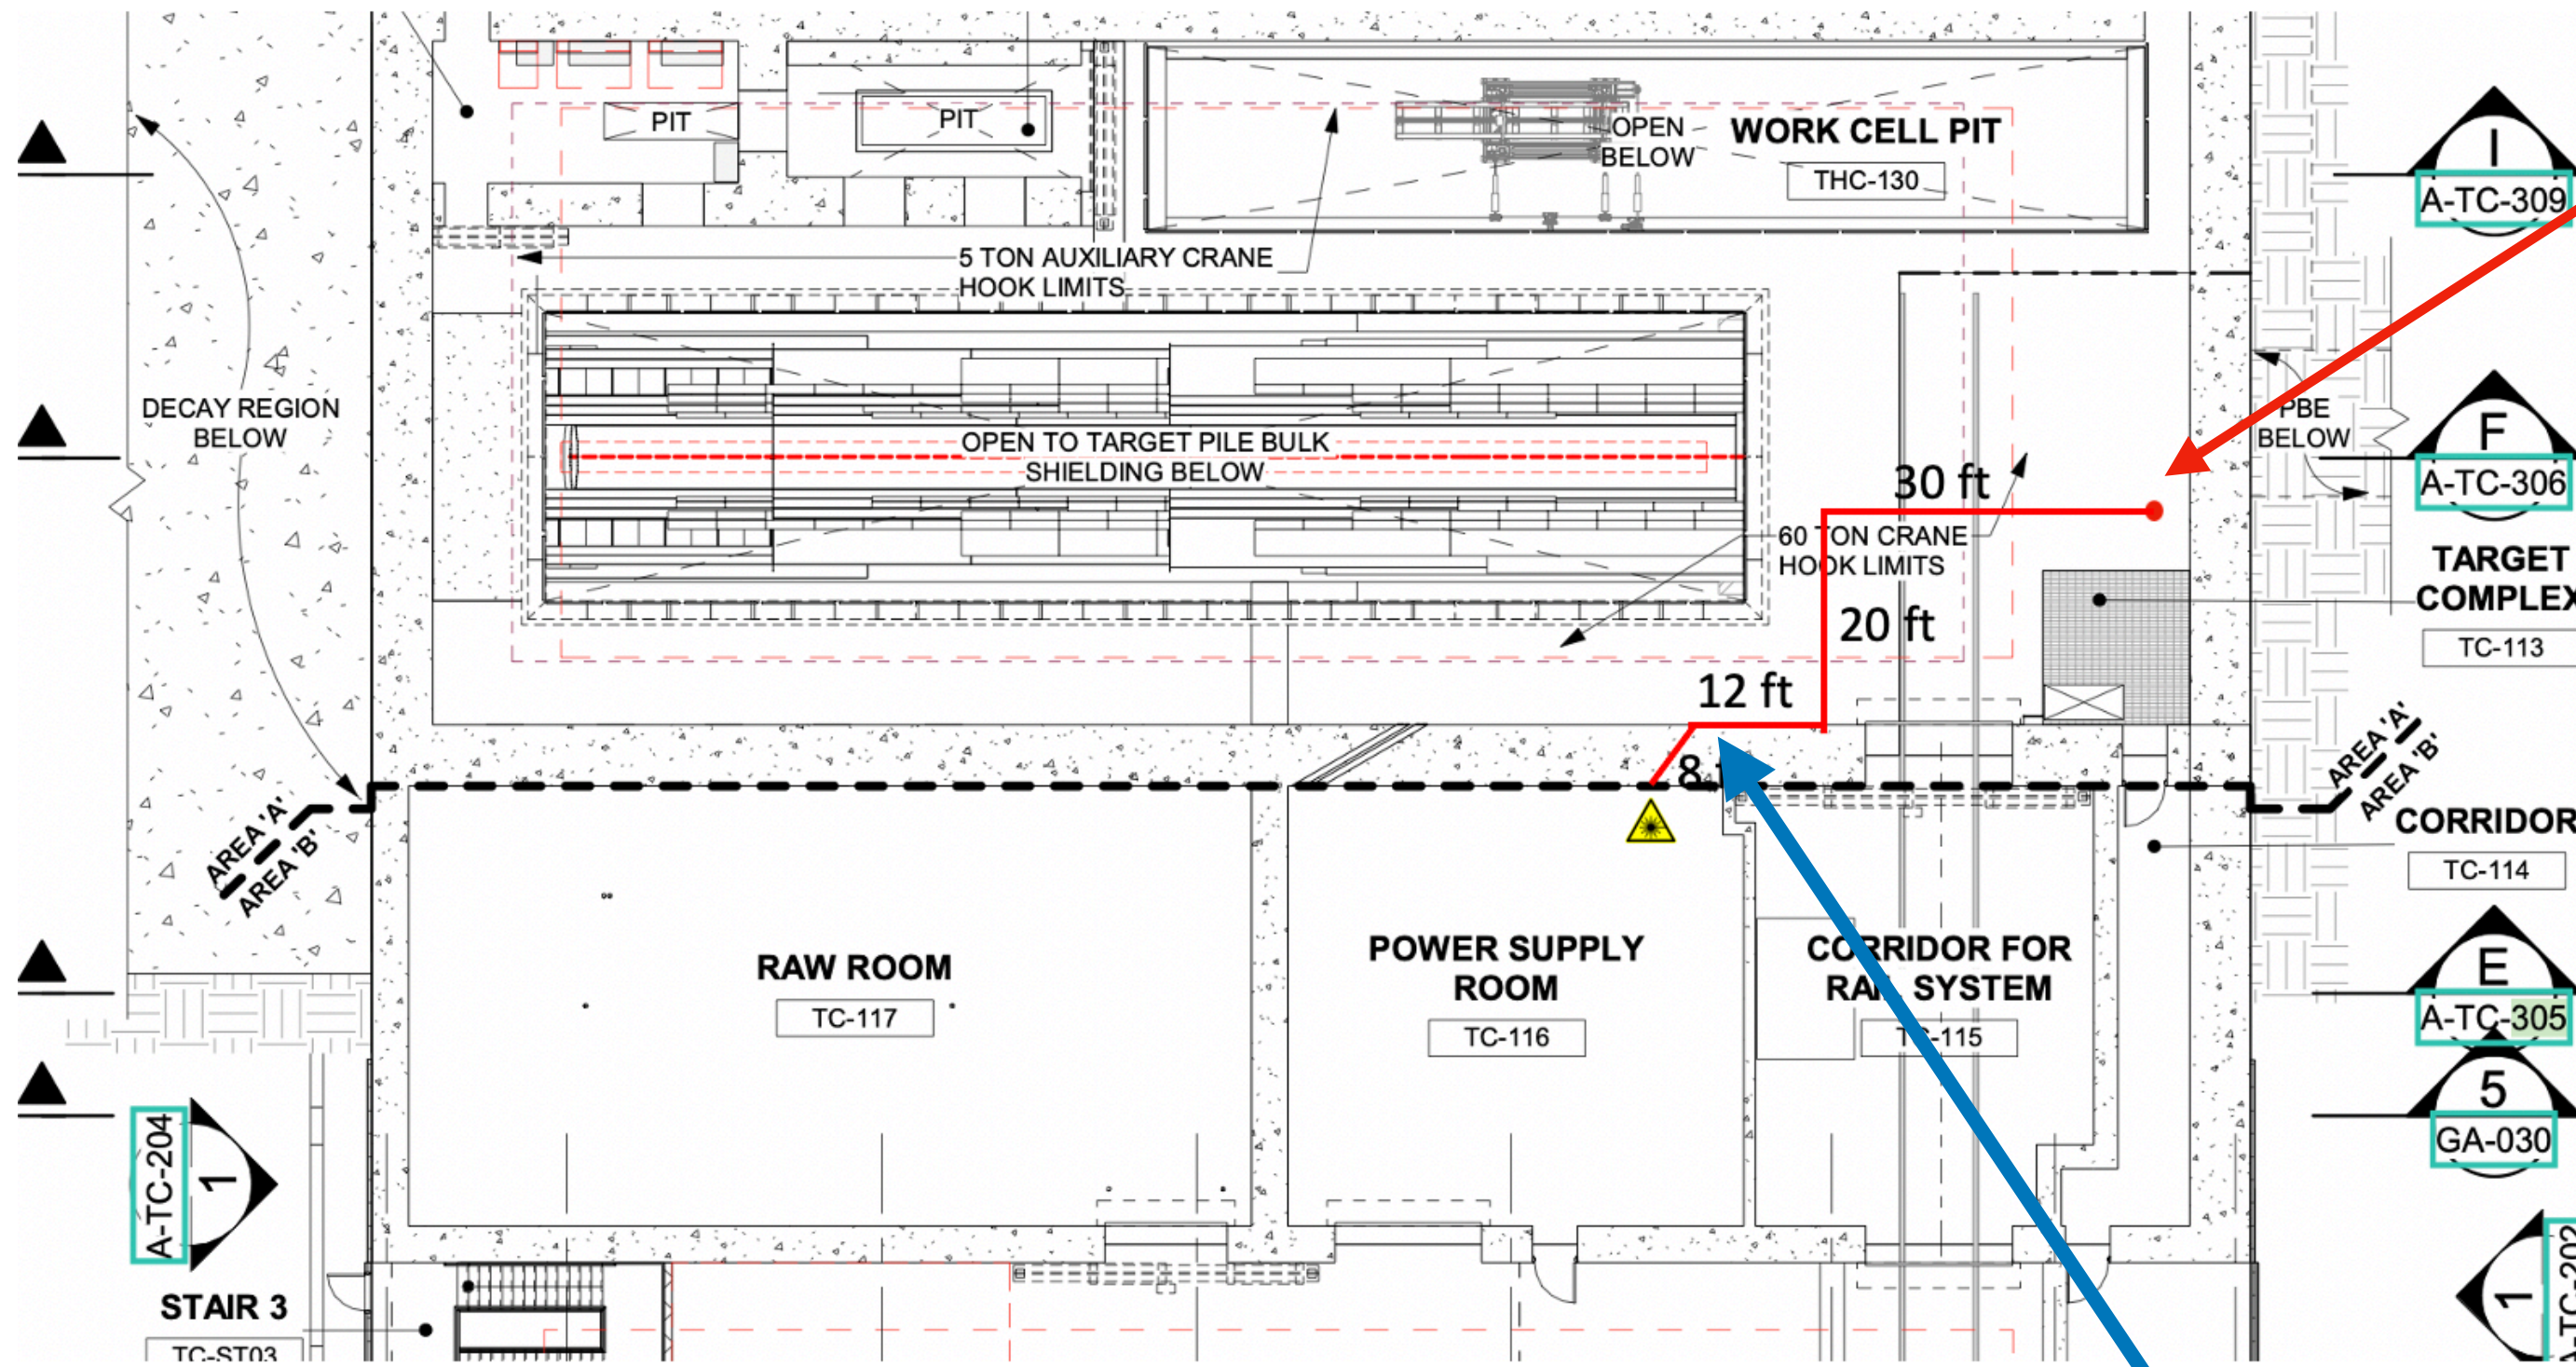 PIT
PIT
OPEN
BELOW
WORK CELL PIT
THC-130
I
A-TC-309
5 TON AUXILIARY CRANE
HOOK LIMITS
DECAY REGION
BELOW
OPEN TO TARGET PILE BULK
SHIELDING BELOW
PBE
BELOW
F
A-TC-306
30 ft
60 TON CRANE
HOOK LIMITS
20 ft
TARGET
COMPLEX
TC-113
12 ft
8
AREA 'A'
AREA 'B'
AREA 'A'
AREA 'B'
CORRIDOR
TC-114
RAW ROOM
TC-117
POWER SUPPLY
ROOM
TC-116
CORRIDOR FOR
SYSTEM
E
A-TC-305
5
GA-030
A-TC-204
1
1
STAIR 3
TC-ST03